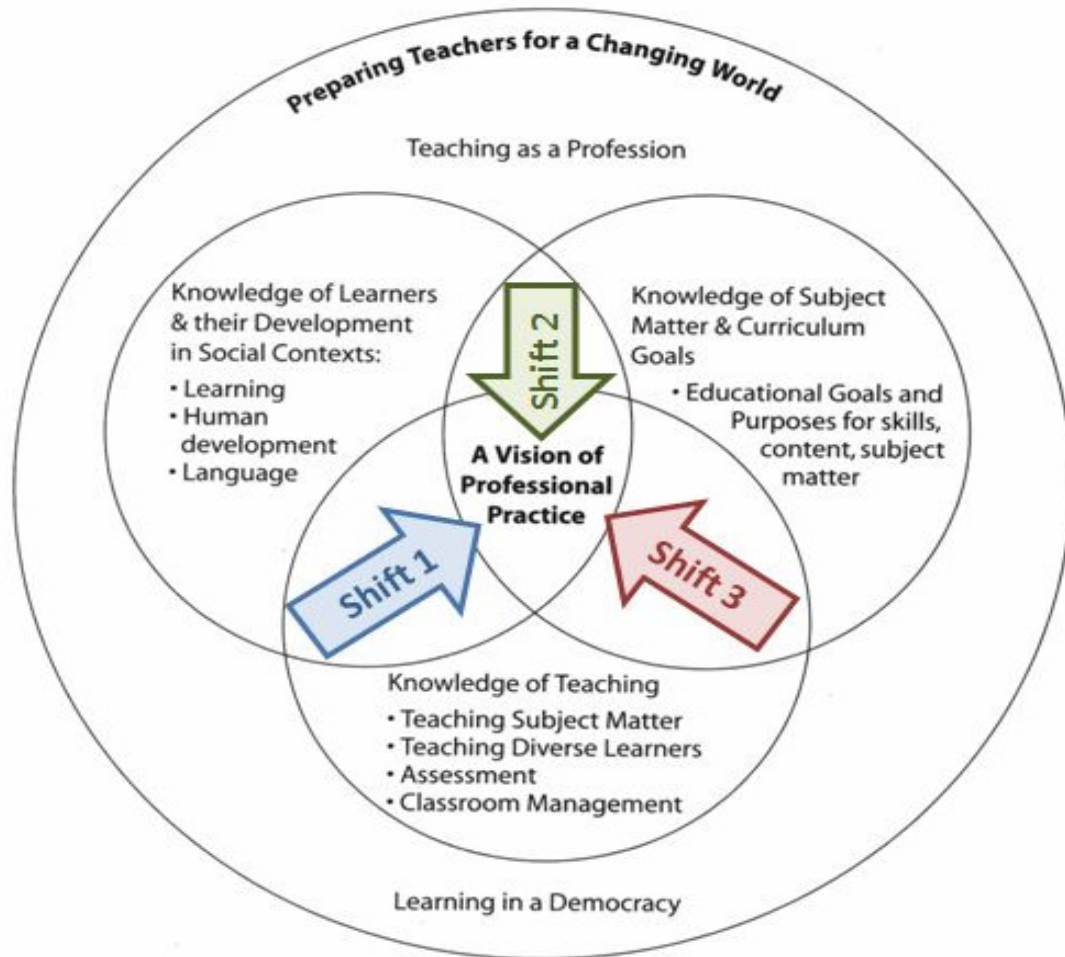 Preparing Teachers for a Changing World
Teaching as a Profession
Knowledge of Learners
& their Development
in Social Contexts:
• Learning
• Human
development
• Language
Shift 2
Knowledge of Subject
Matter & Curriculum
Goals
• Educational Goals and
Purposes for skills,
content, subject
matter
A Vision of
Professional
Practice
Shift 1
Shift 3
Knowledge of Teaching
• Teaching Subject Matter
• Teaching Diverse Learners
• Assessment
• Classroom Management
Learning in a Democracy